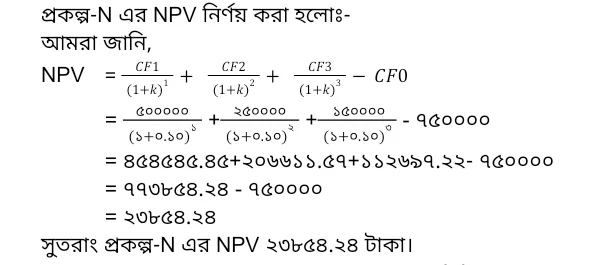 প্রকল্প-N এর NPV নির্ণয় করা হলোঃ-
আমরা জানি,
NPV = CF1/(1+k)^1 + CF2/(1+k)^2 + CF3/(1+k)^3 − CF0
= ৫০০০০০/(১+০.১০)^১ + ২৫০০০০/(১+০.১০)^২ + ১৫০০০০/(১+০.১০)^৩ - ৭৫০০০০
= ৪৫৪৫৪৫.৪৫+২০৬৬১১.৫৭+১১২৬৯৭.২২- ৭৫০০০০
= ৭৭৩৮৫৪.২৪ - ৭৫০০০০
= ২৩৮৫৪.২৪
সুতরাং প্রকল্প-N এর NPV ২৩৮৫৪.২৪ টাকা।